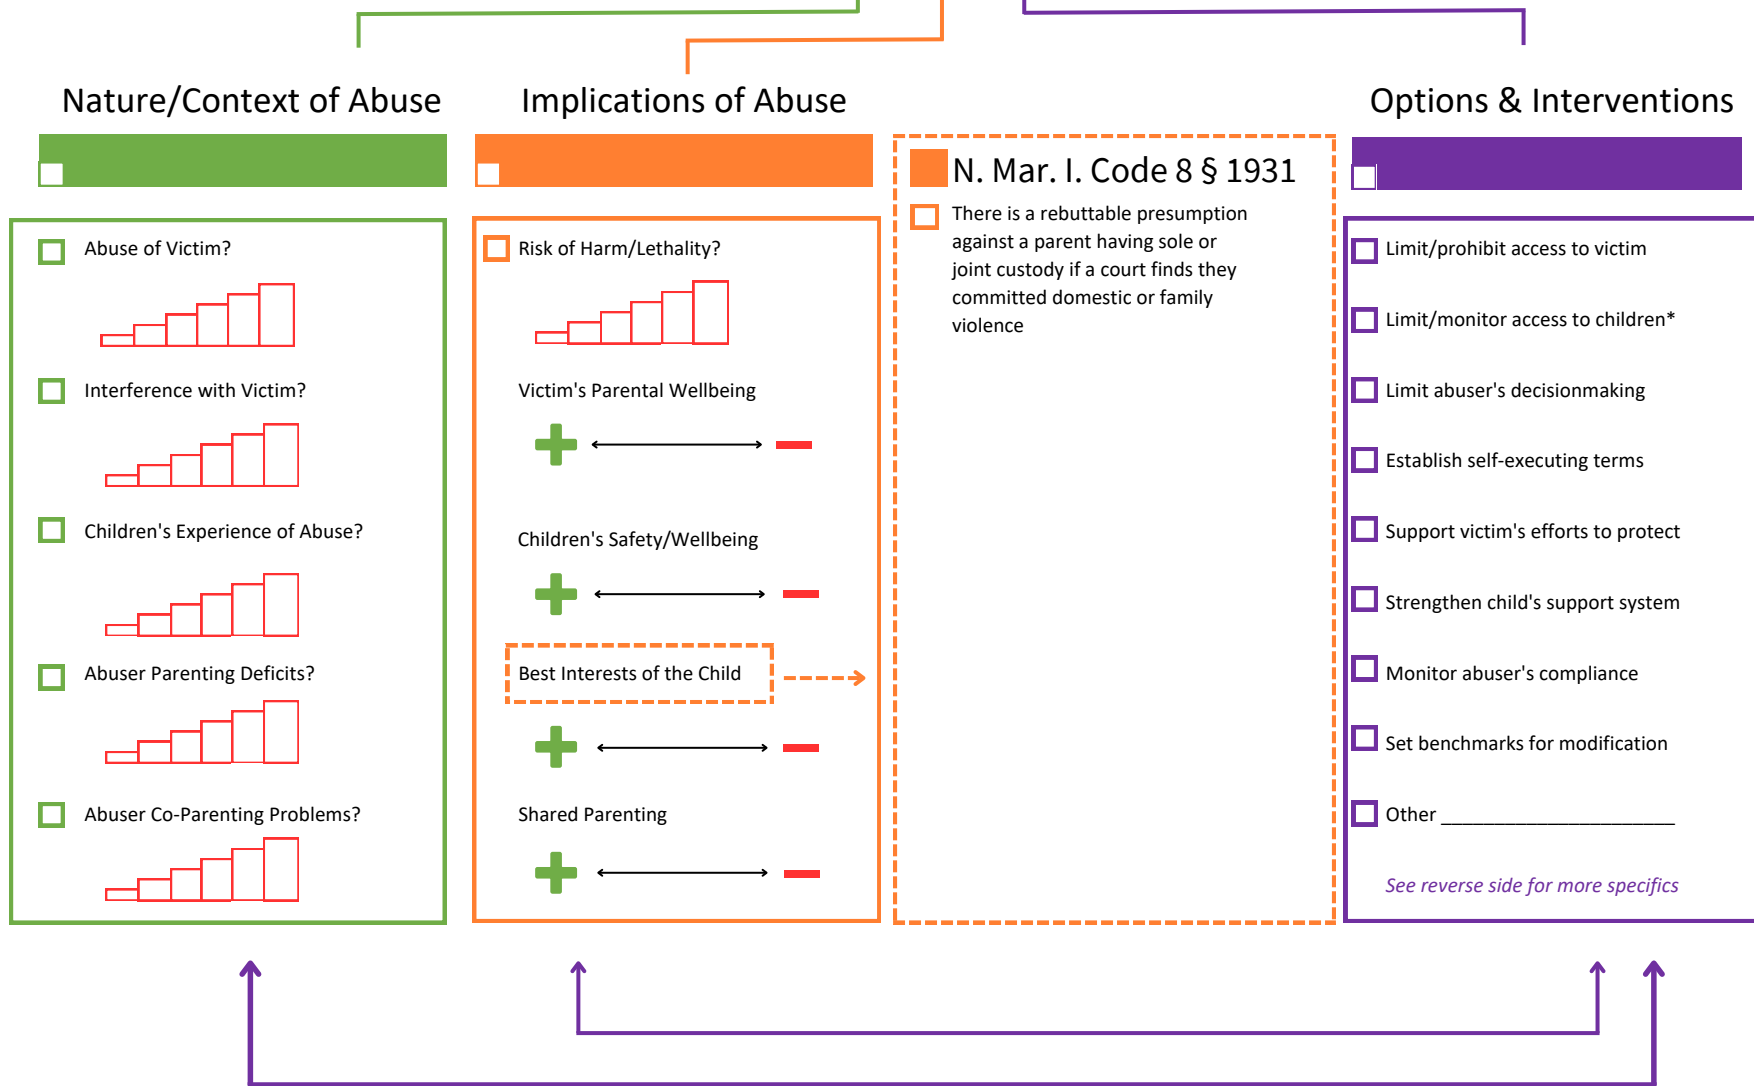 Nature/Context of Abuse
Abuse of Victim?
Interference with Victim?
Children's Experience of Abuse?
Abuser Parenting Deficits?
Abuser Co-Parenting Problems?
Implications of Abuse
Risk of Harm/Lethality?
Victim's Parental Wellbeing
Children's Safety/Wellbeing
Best Interests of the Child
Shared Parenting
N. Mar. I. Code 8 § 1931
There is a rebuttable presumption
against a parent having sole or
joint custody if a court finds they
committed domestic or family
violence
Options & Interventions
Limit/prohibit access to victim
Limit/monitor access to children*
Limit abuser's decisionmaking
Establish self-executing terms
Support victim's efforts to protect
Strengthen child's support system
Monitor abuser's compliance
Set benchmarks for modification
Other ______________________
See reverse side for more specifics